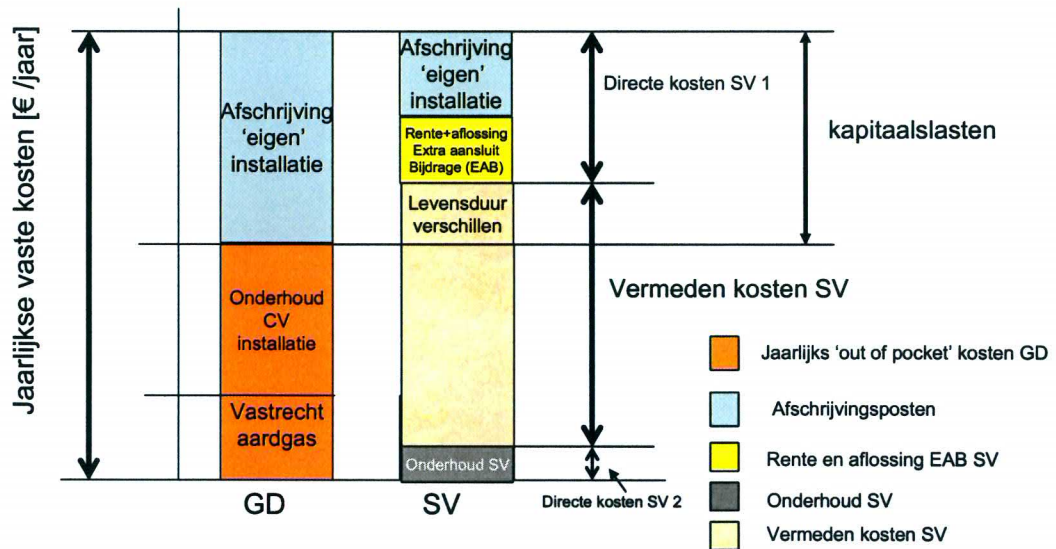 Jaarlijkse vaste kosten [€ /jaar]
Afschrijving
‘eigen’
installatie
Onderhoud
CV
installatie
Vastrecht
aardgas
GD
Afschrijving
‘eigen’
installatie
Rente+aflossing
Extra aansluit
Bijdrage (EAB)
Levensduur
verschillen
Onderhoud SV
SV
Directe kosten SV 1
Vermeden kosten SV
Directe kosten SV 2
kapitaalslasten
Jaarlijks ‘out of pocket’ kosten GD
Afschrijvingsposten
Rente en aflossing EAB SV
Onderhoud SV
Vermeden kosten SV